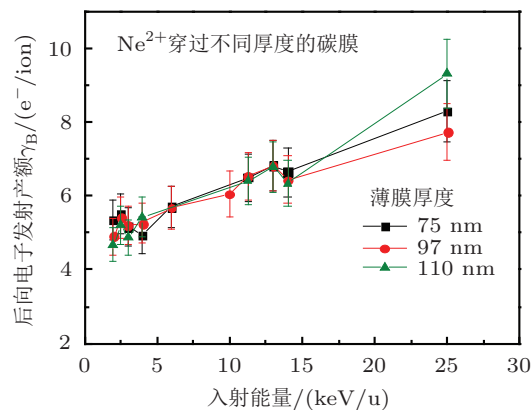 Ne²⁺穿过不同厚度的碳膜
后向电子发射产额γB/(e⁻/ion)
10
8
6
4
2
薄膜厚度
75 nm
97 nm
110 nm
0 5 10 15 20 25 30
入射能量/(keV/u)